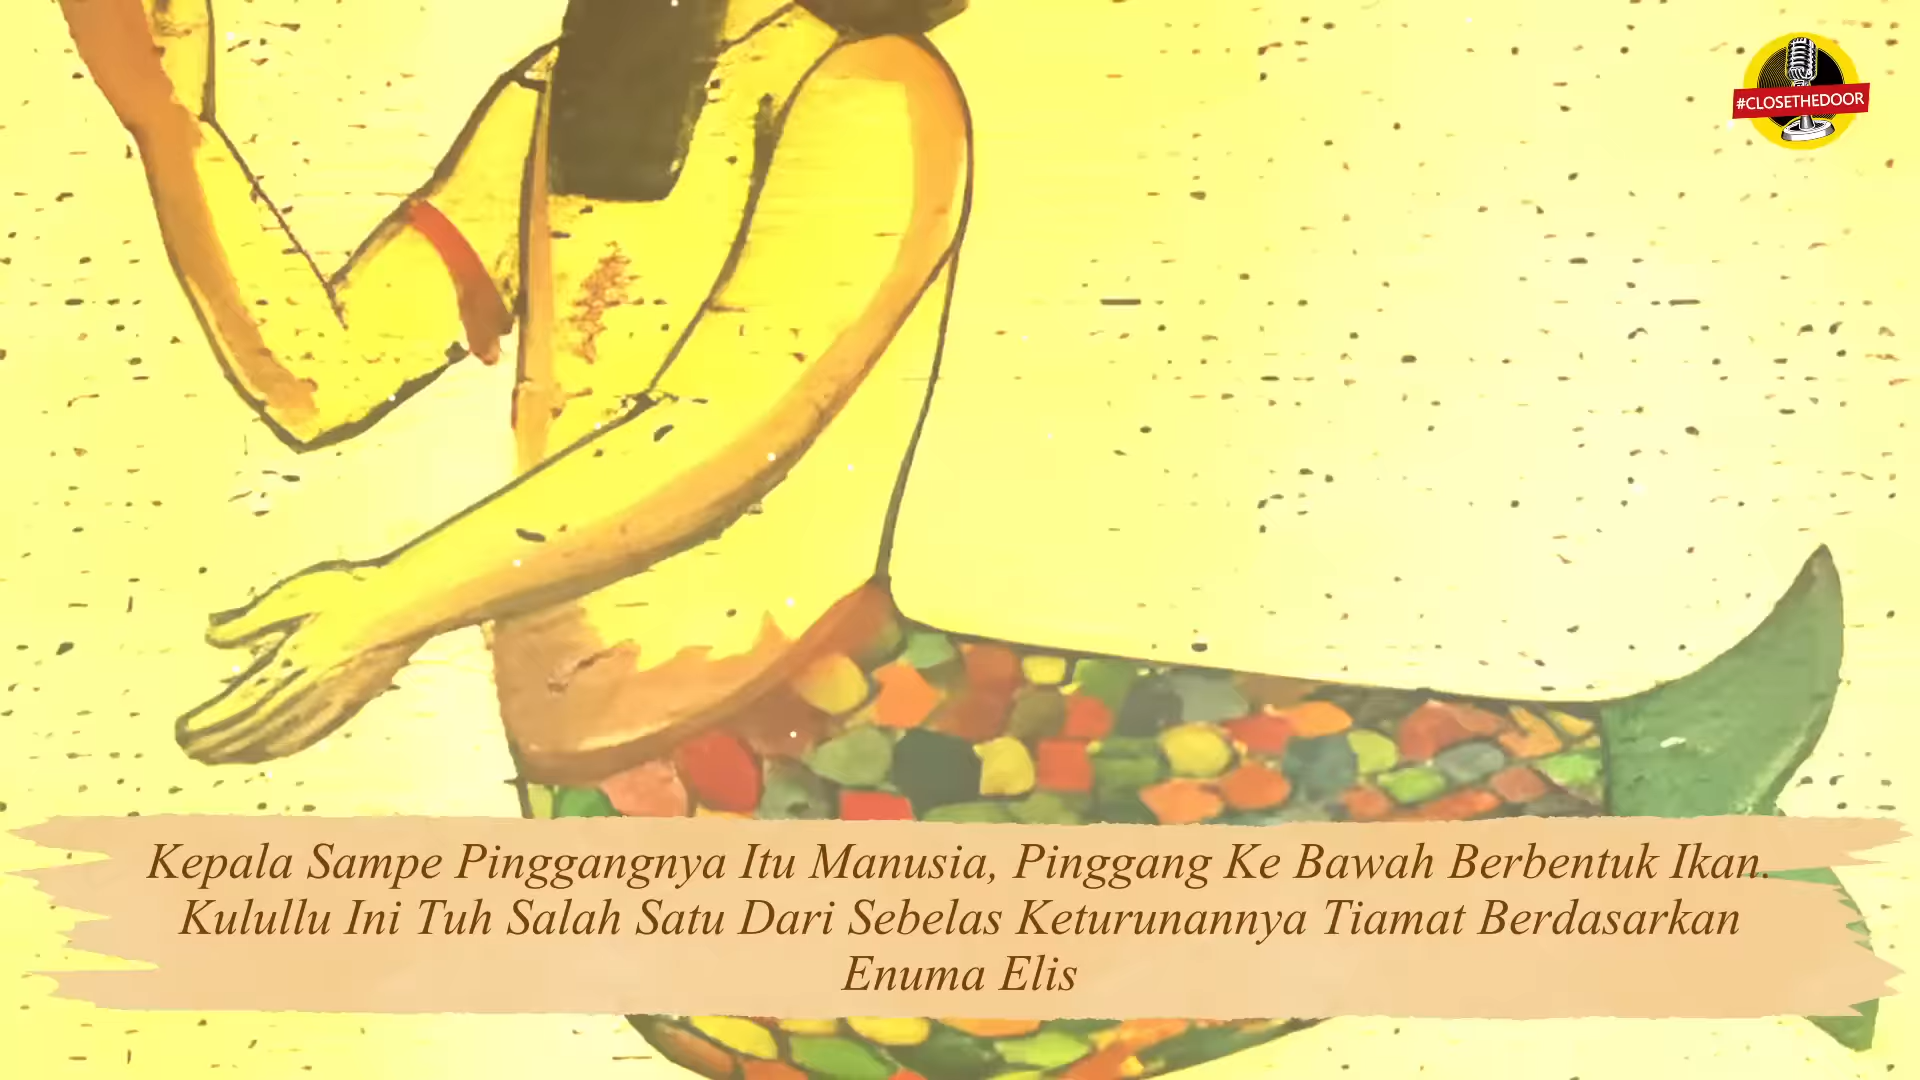 #CLOSETHEDOOR
Kepala Sampe Pinggangnya Itu Manusia, Pinggang Ke Bawah Berbentuk Ikan.
Kulullu Ini Tuh Salah Satu Dari Sebelas Keturunannya Tiamat Berdasarkan
Enuma Elis